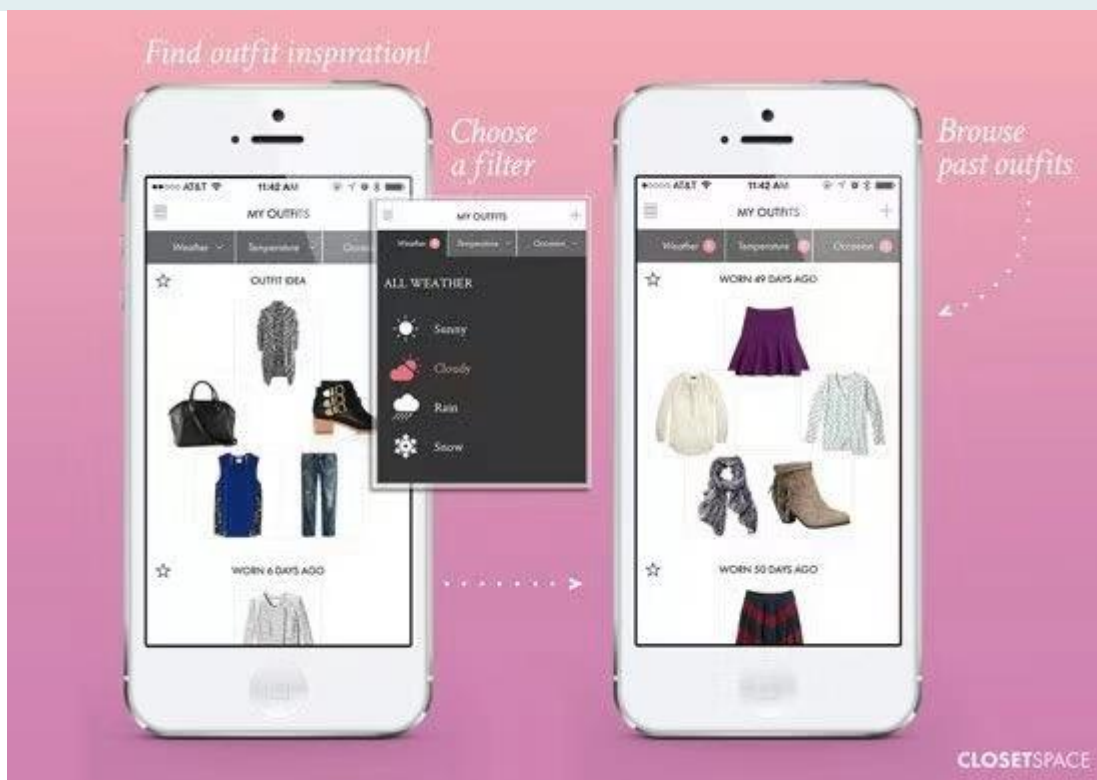 Find outfit inspiration!
Choose
a filter
Browse
past outfits
AT&T 11:42 AM
MY OUTFITS
Weather Temperature
OUTFIT IDEA
WORN 6 DAYS AGO
MY OUTFITS +
Weather Temperature Occasion
ALL WEATHER
Sunny
Cloudy
Rain
Snow
AT&T 11:42 AM
MY OUTFITS +
Weather Temperature Occasion
WORN 49 DAYS AGO
WORN 50 DAYS AGO
CLOSETSPACE